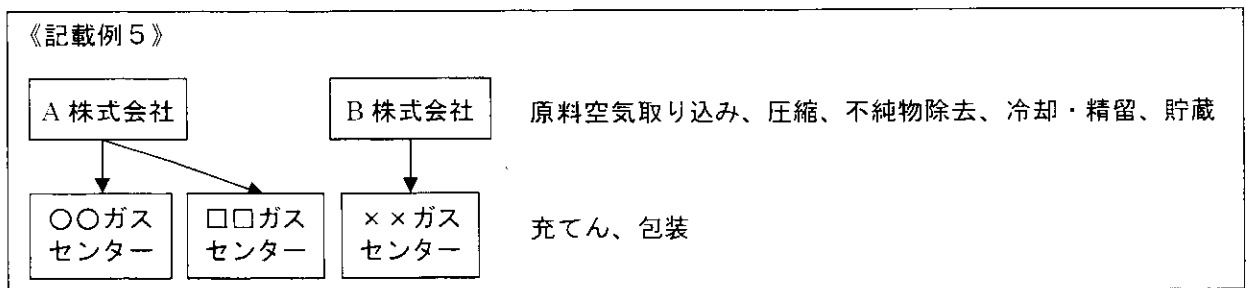 《記載例5》
A 株式会社
B 株式会社
原料空気取り込み、圧縮、不純物除去、冷却・精留、貯蔵
○○ガス
センター
□□ガス
センター
××ガス
センター
充てん、包装